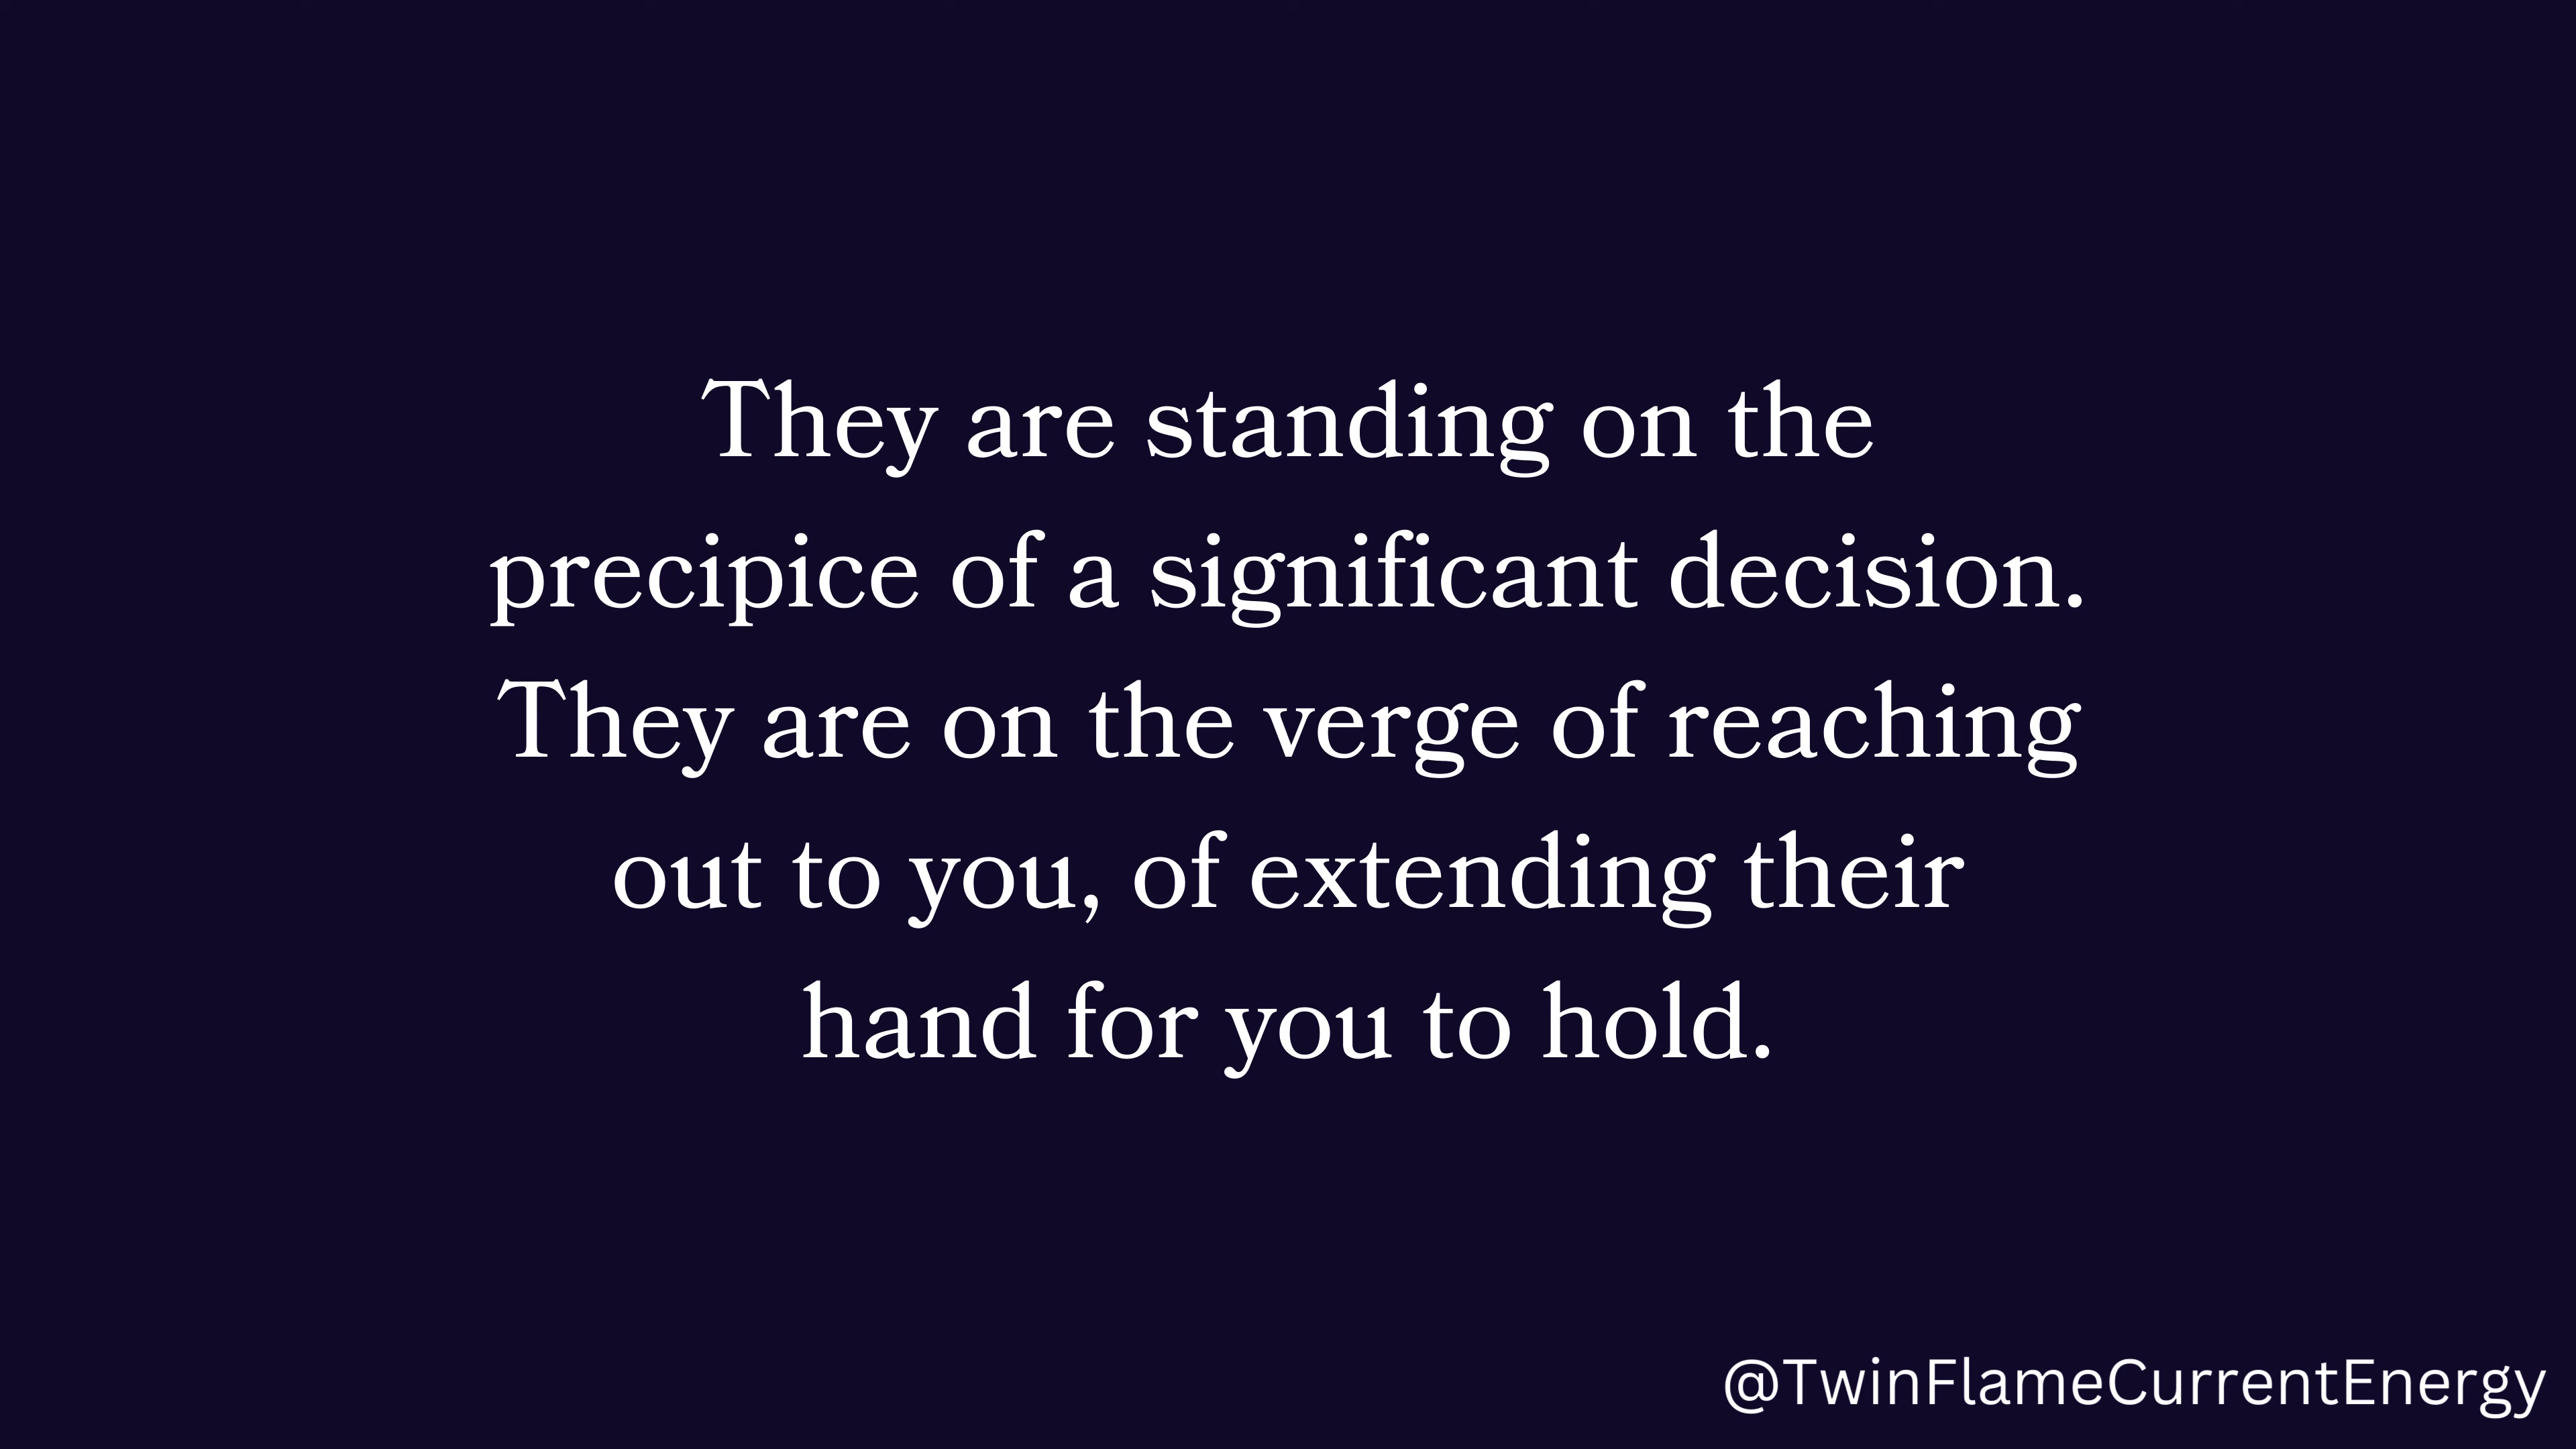 They are standing on the
precipice of a significant decision.
They are on the verge of reaching
out to you, of extending their
hand for you to hold.
@TwinFlameCurrentEnergy